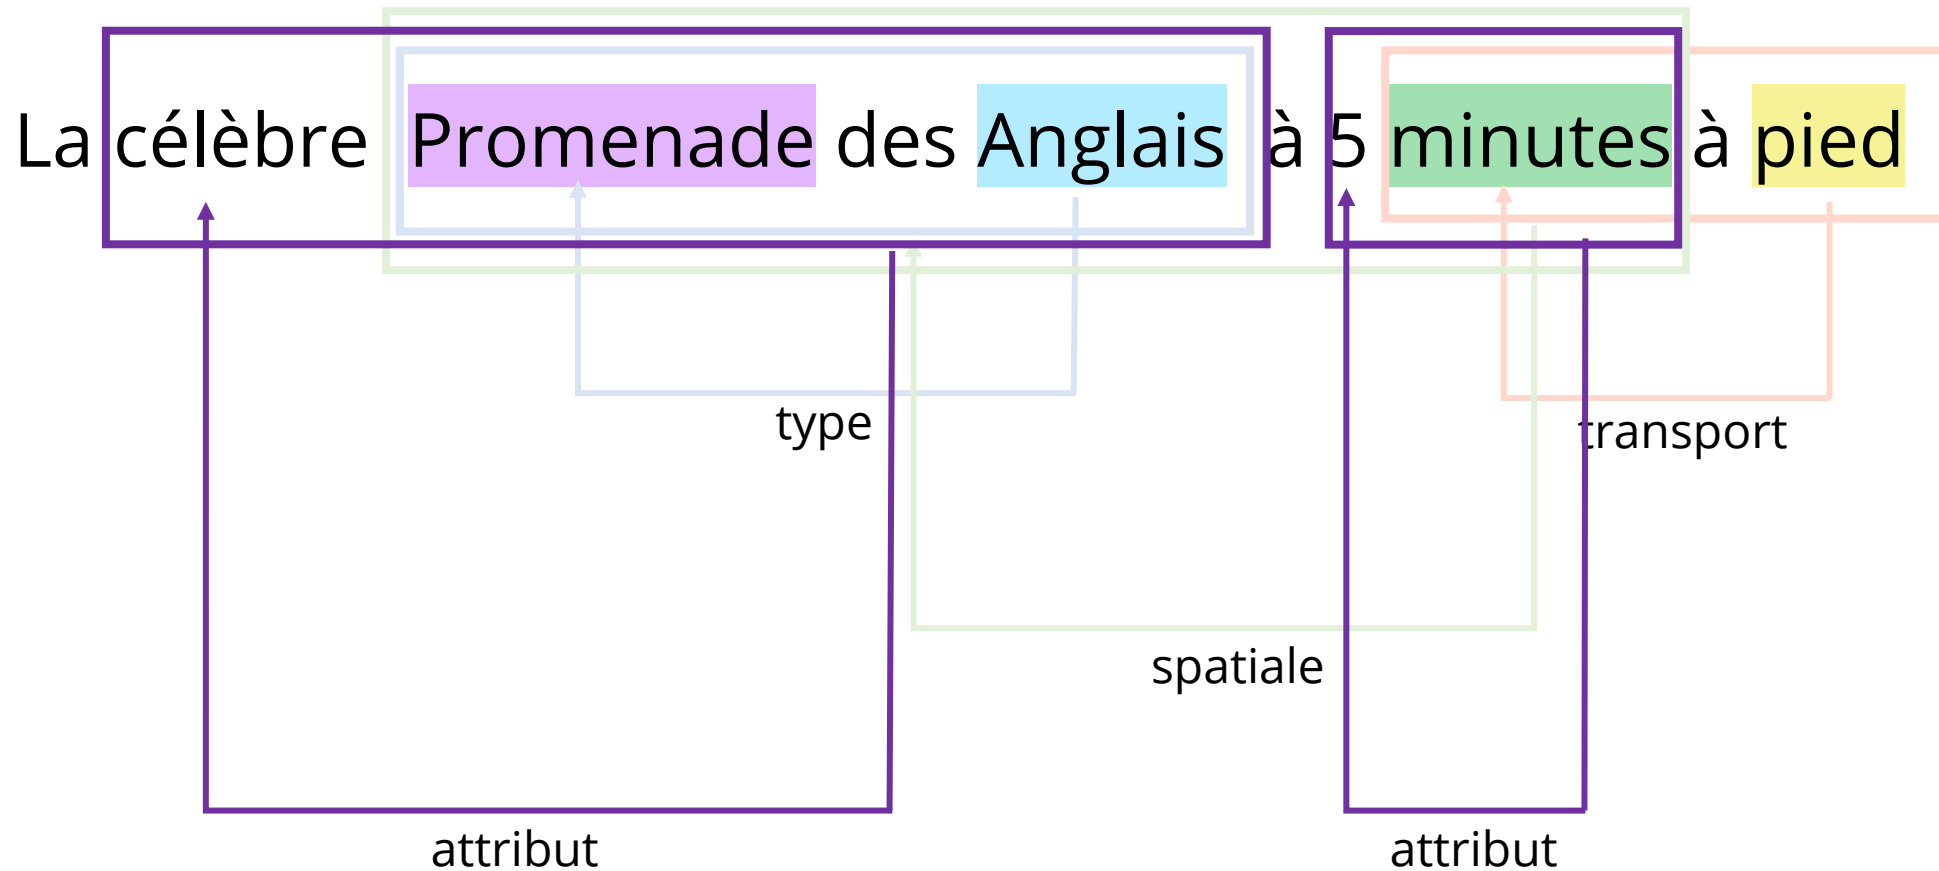 La célèbre Promenade des Anglais à 5 minutes à pied
type
transport
spatiale
attribut
attribut